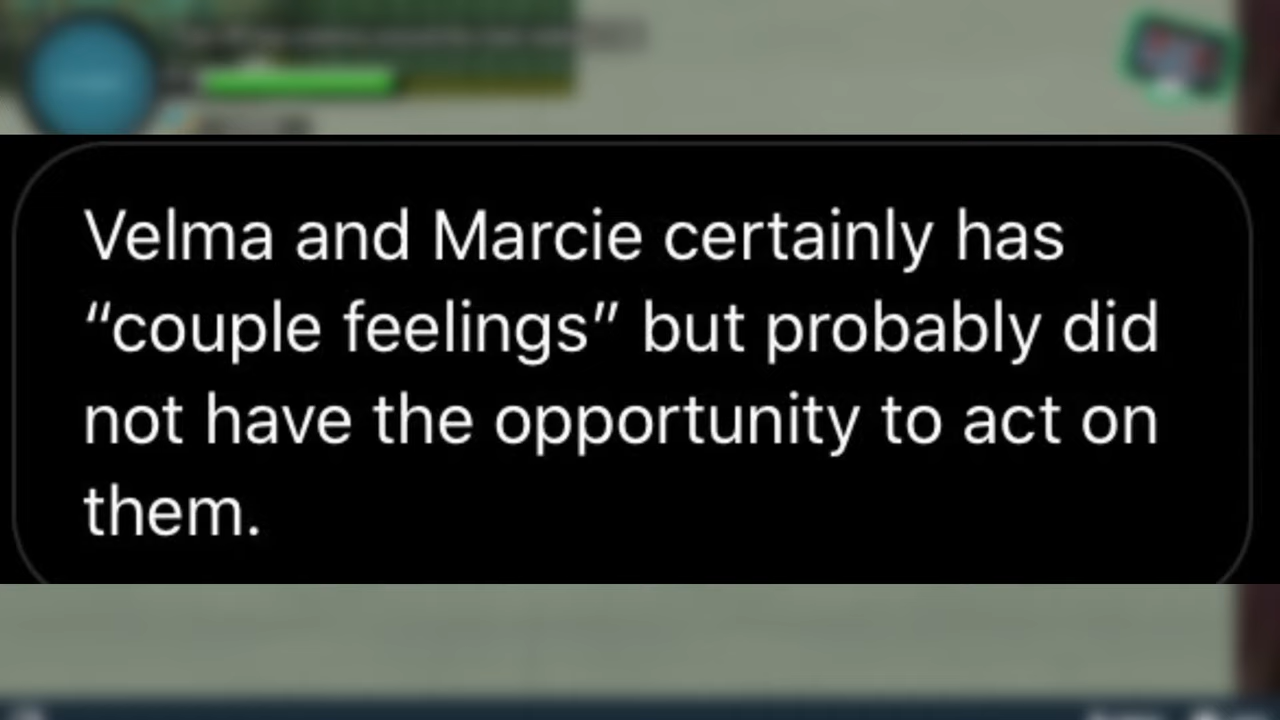 Velma and Marcie certainly has
“couple feelings” but probably did
not have the opportunity to act on
them.